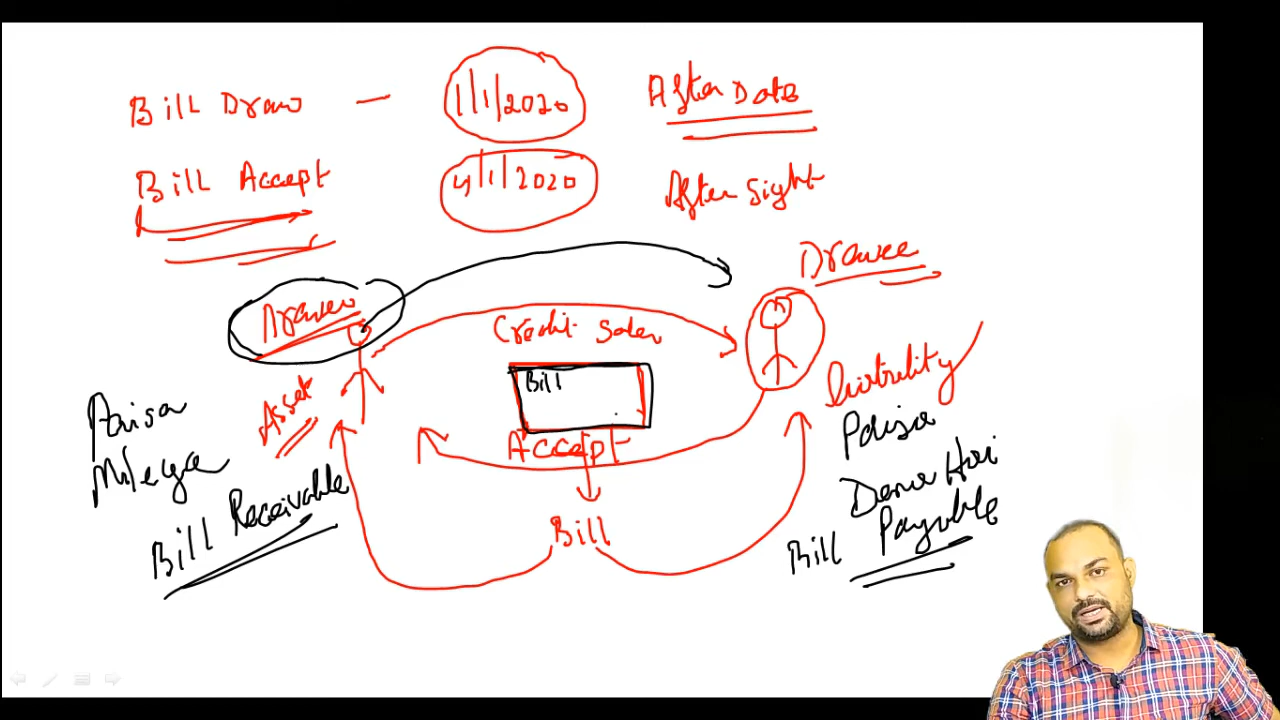 Bill Draw - 1/1/2020 After Date
Bill Accept 4/1/2020 After Sight
Drawer
Drawee
Credit Sales
Bill
Accept
Asset
Paisa
Milega
Bill Receivable
Bill
Liability
Paisa
Dena Hai
Bill Payable